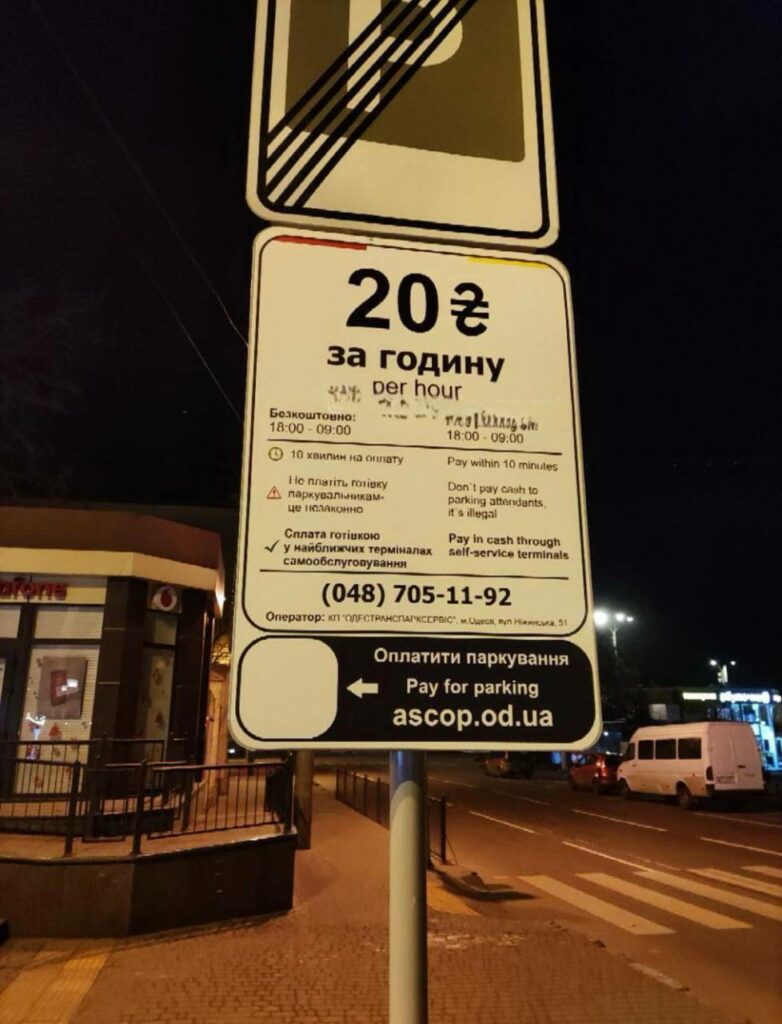 P
20 ₴
за годину
per hour
Безкоштовно:
18:00 - 09:00
18:00 - 09:00
10 хвилин на оплату
Pay within 10 minutes
Не платіть готівку
паркувальникам-
це незаконно
Don`t pay cash to
parking attendants,
it`s illegal
Сплата готівкою
у найближчих терміналах
самообслуговування
Pay in cash through
self-service terminals
(048) 705-11-92
Оператор: КП "ОДЕСТРАНСПАРКСЕРВІС", м.Одеса, вул Ніжинська, 51
Оплатити паркування
Pay for parking
ascop.od.ua